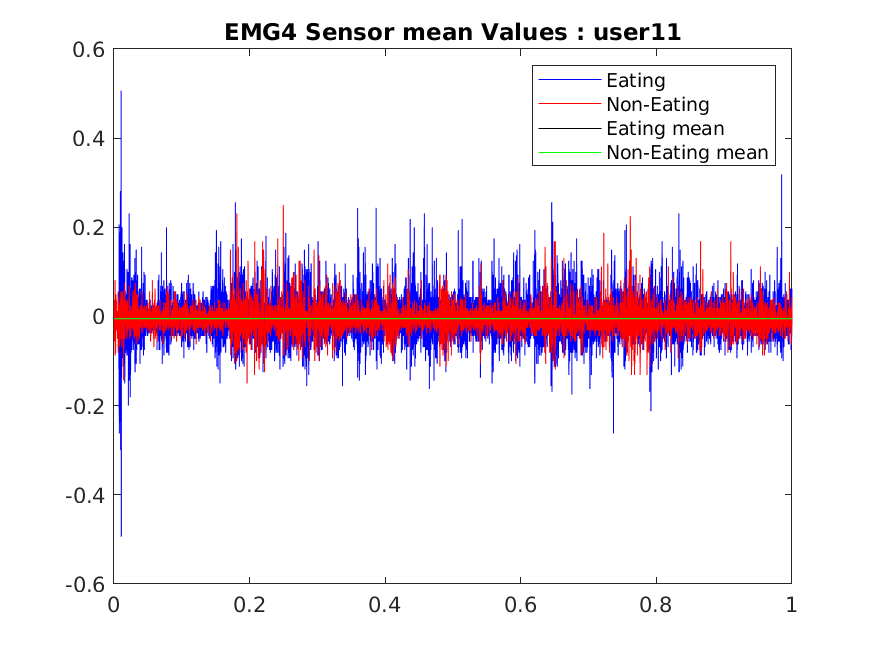 EMG4 Sensor mean Values : user11
Eating
Non-Eating
Eating mean
Non-Eating mean
0.6
0.4
0.2
0
-0.2
-0.4
-0.6
0
0.2
0.4
0.6
0.8
1